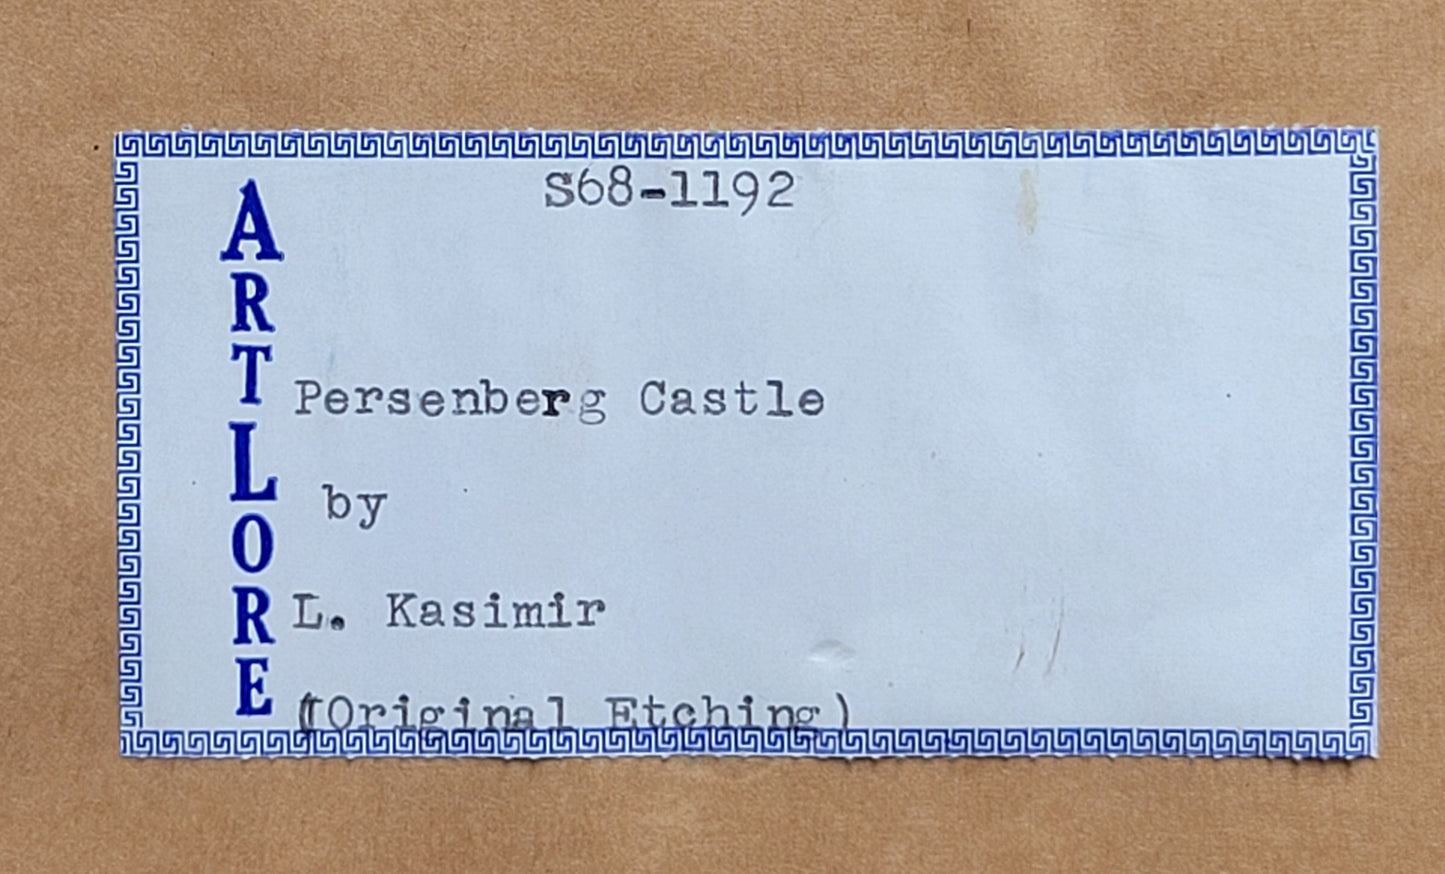 S68-1192
ARTLORE
Persenberg Castle
by
L. Kasimir
(Original Etching)